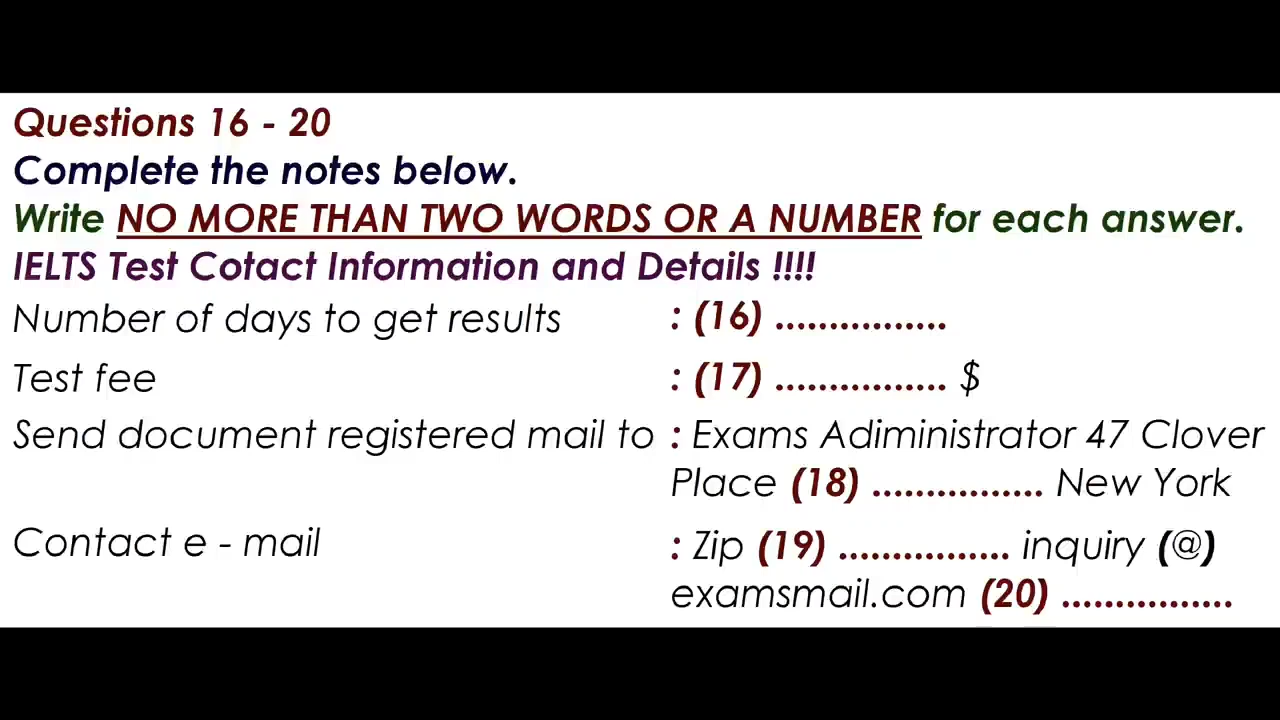 Questions 16 - 20
Complete the notes below.
Write NO MORE THAN TWO WORDS OR A NUMBER for each answer.
IELTS Test Cotact Information and Details !!!!
Number of days to get results : (16) ................
Test fee : (17) ................ $
Send document registered mail to : Exams Adiministrator 47 Clover
Place (18) ................ New York
Contact e - mail : Zip (19) ................ inquiry (@)
examsmail.com (20) ................